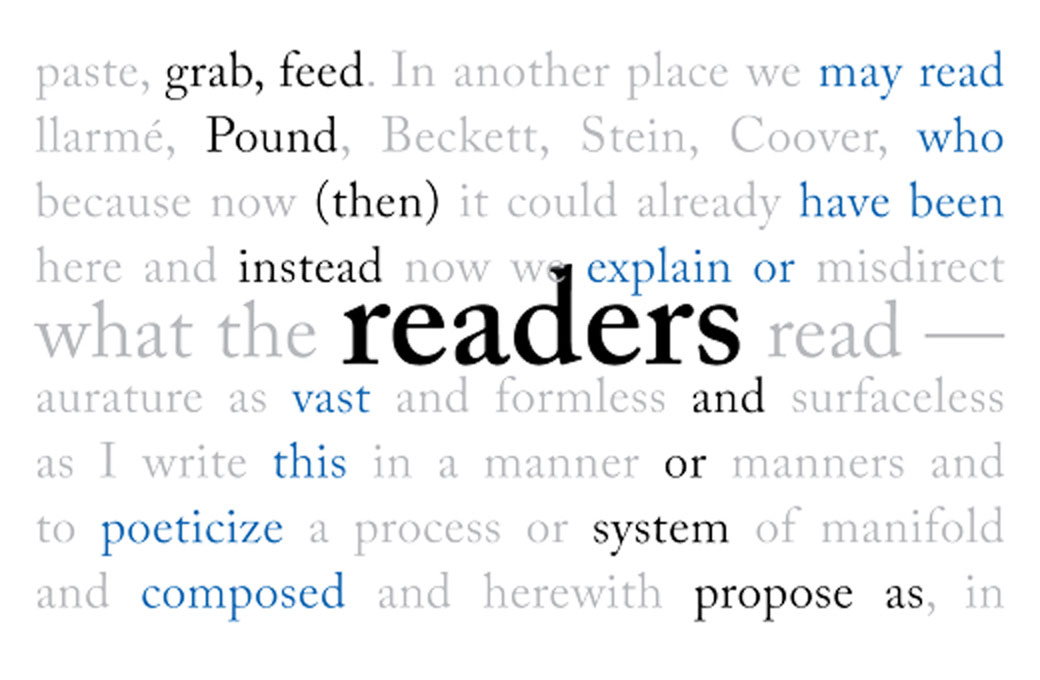 paste, grab, feed. In another place we may read
llarmé, Pound, Beckett, Stein, Coover, who
because now (then) it could already have been
here and instead now we explain or misdirect
what the readers read —
aurature as vast and formless and surfaceless
as I write this in a manner or manners and
to poeticize a process or system of manifold
and composed and herewith propose as, in